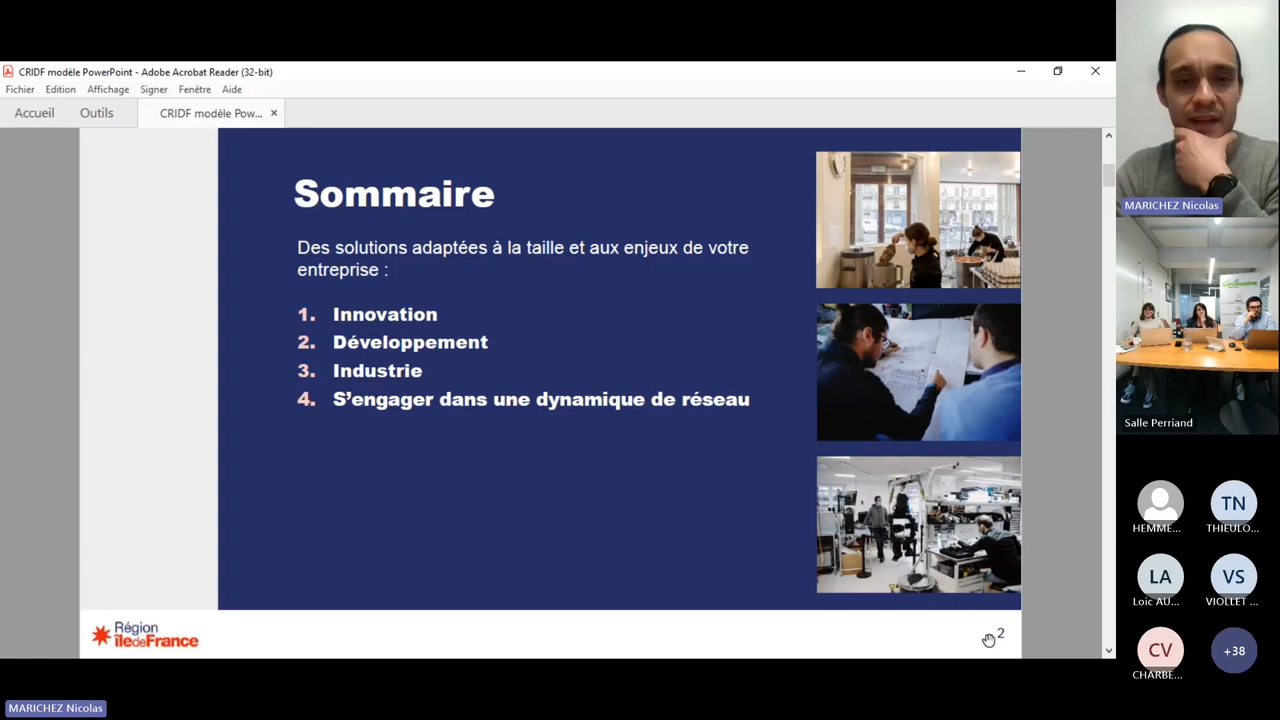 CRIDF modèle PowerPoint - Adobe Acrobat Reader (32-bit)
Fichier Edition Affichage Signer Fenêtre Aide
Accueil Outils CRIDF modèle Pow...
Sommaire
Des solutions adaptées à la taille et aux enjeux de votre
entreprise :
1. Innovation
2. Développement
3. Industrie
4. S'engager dans une dynamique de réseau
Région
îledeFrance
2
MARICHEZ Nicolas
MARICHEZ Nicolas
Salle Perriand
HEMME...
TN
THIEULO...
LA
Loic AU...
VS
VIOLLET ...
CV
CHARBE...
+38